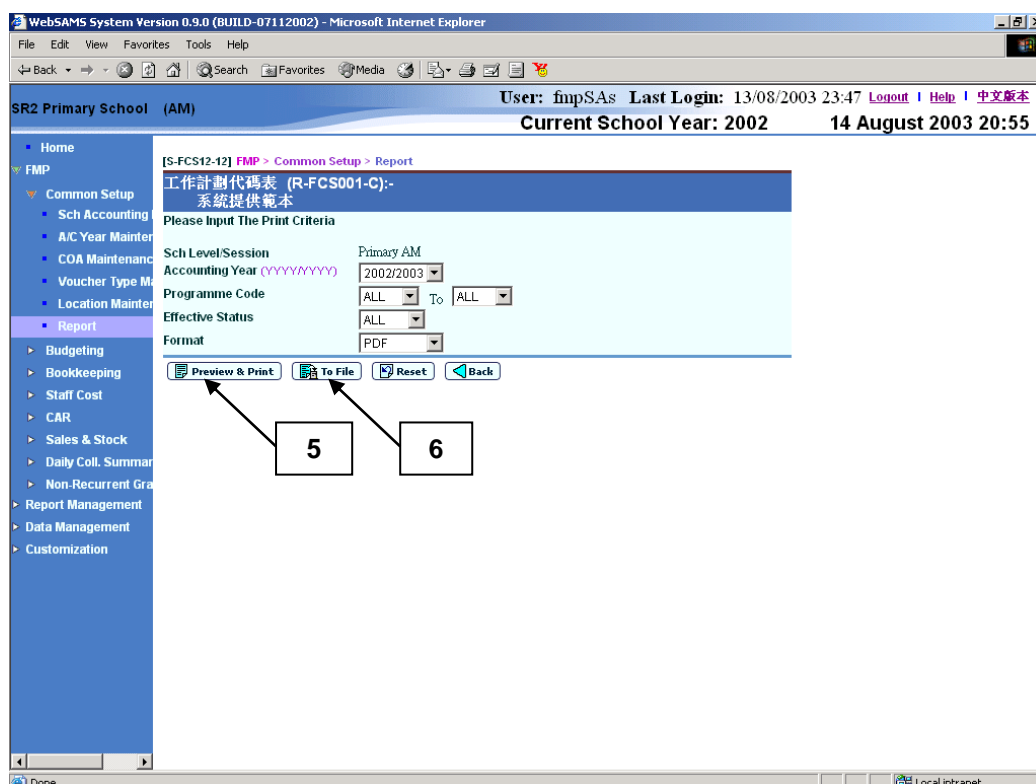 WebSAMS System Version 0.9.0 (BUILD-07112002) - Microsoft Internet Explorer
File Edit View Favorites Tools Help
Back Search Favorites Media
SR2 Primary School (AM)
User: fmpSAs Last Login: 13/08/2003 23:47 Logout | Help | 中文版本
Current School Year: 2002 14 August 2003 20:55
Home
FMP
Common Setup
Sch Accounting
A/C Year Mainten
COA Maintenanc
Voucher Type Ma
Location Mainten
Report
Budgeting
Bookkeeping
Staff Cost
CAR
Sales & Stock
Daily Coll. Summar
Non-Recurrent Gra
Report Management
Data Management
Customization
[S-FCS12-12] FMP > Common Setup > Report
工作計劃代碼表 (R-FCS001-C):-
系統提供範本
Please Input The Print Criteria
Sch Level/Session Primary AM
Accounting Year (YYYY/YYYY) 2002/2003
Programme Code ALL To ALL
Effective Status ALL
Format PDF
Preview & Print To File Reset Back
5 6
Done Local intranet